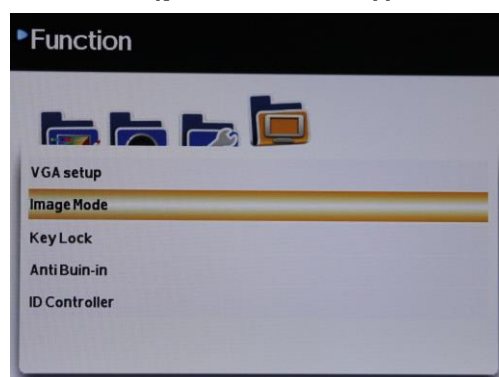 Function
VGA setup
Image Mode
Key Lock
Anti Buin-in
ID Controller